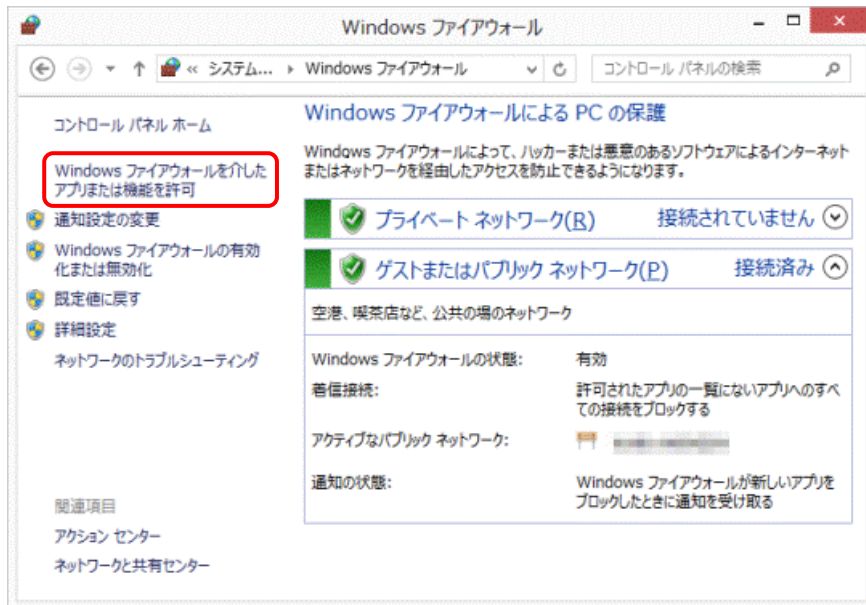 Windows ファイアウォール
« システム... ▸ Windows ファイアウォール
コントロール パネルの検索
コントロール パネル ホーム
Windows ファイアウォールを介した
アプリまたは機能を許可
通知設定の変更
Windows ファイアウォールの有効
化または無効化
既定値に戻す
詳細設定
ネットワークのトラブルシューティング
関連項目
アクション センター
ネットワークと共有センター
Windows ファイアウォールによる PC の保護
Windows ファイアウォールによって、ハッカーまたは悪意のあるソフトウェアによるインターネット
またはネットワークを経由したアクセスを防止できるようになります。
プライベート ネットワーク(R) 接続されていません
ゲストまたはパブリック ネットワーク(P) 接続済み
空港、喫茶店など、公共の場のネットワーク
Windows ファイアウォールの状態: 有効
着信接続: 許可されたアプリの一覧にないアプリへのすべ
ての接続をブロックする
アクティブなパブリック ネットワーク:
通知の状態: Windows ファイアウォールが新しいアプリを
ブロックしたときに通知を受け取る